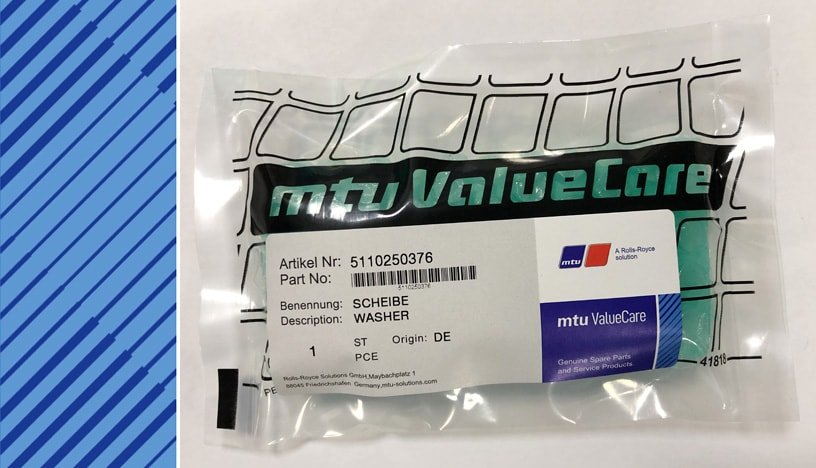 mtu ValueCare
Artikel Nr: 5110250376
Part No:
5110250376
Benennung: SCHEIBE
Description: WASHER
1 ST Origin: DE
PCE
Rolls-Royce Solutions GmbH,Maybachplatz 1
88045 Friedrichshafen Germany,mtu-solutions.com
mtu
A Rolls-Royce
solution
mtu ValueCare
Genuine Spare Parts
and Service Products.
PE
41818